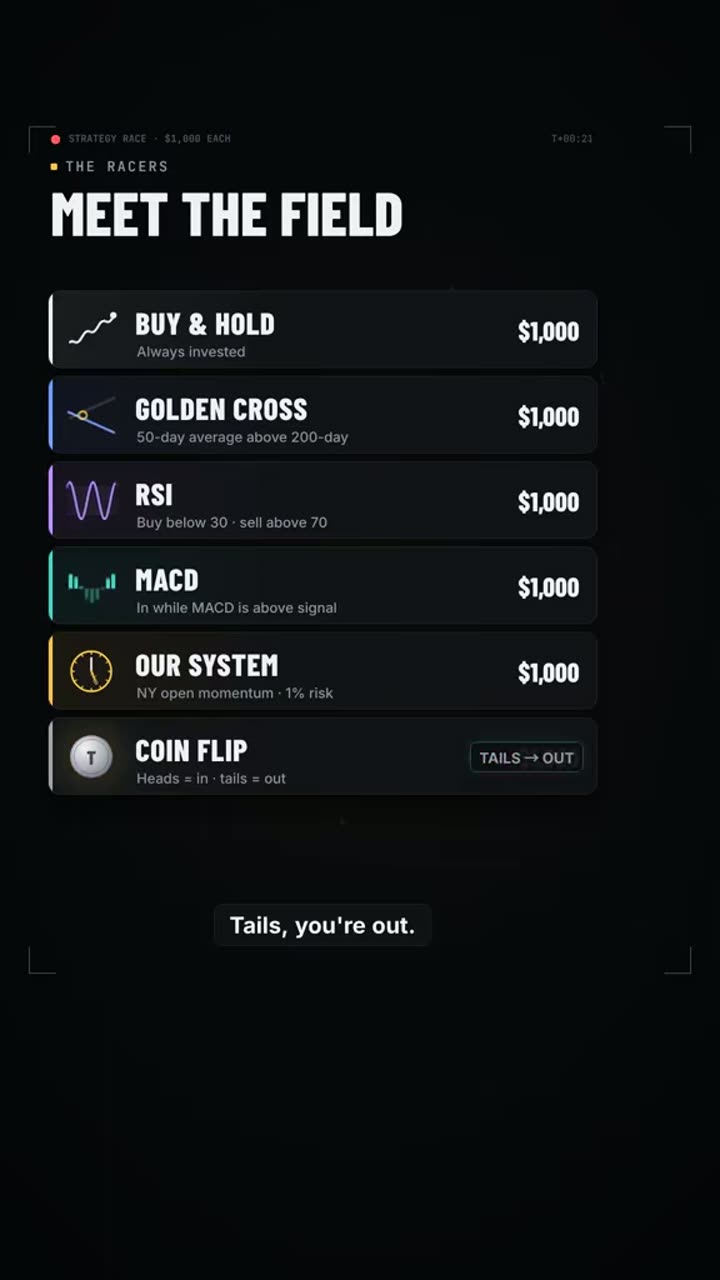 STRATEGY RACE · $1,000 EACH
T+00:21
THE RACERS
MEET THE FIELD
BUY & HOLD
$1,000
Always invested
GOLDEN CROSS
$1,000
50-day average above 200-day
RSI
$1,000
Buy below 30 · sell above 70
MACD
$1,000
In while MACD is above signal
OUR SYSTEM
$1,000
NY open momentum · 1% risk
T
COIN FLIP
TAILS → OUT
Heads = in · tails = out
Tails, you're out.